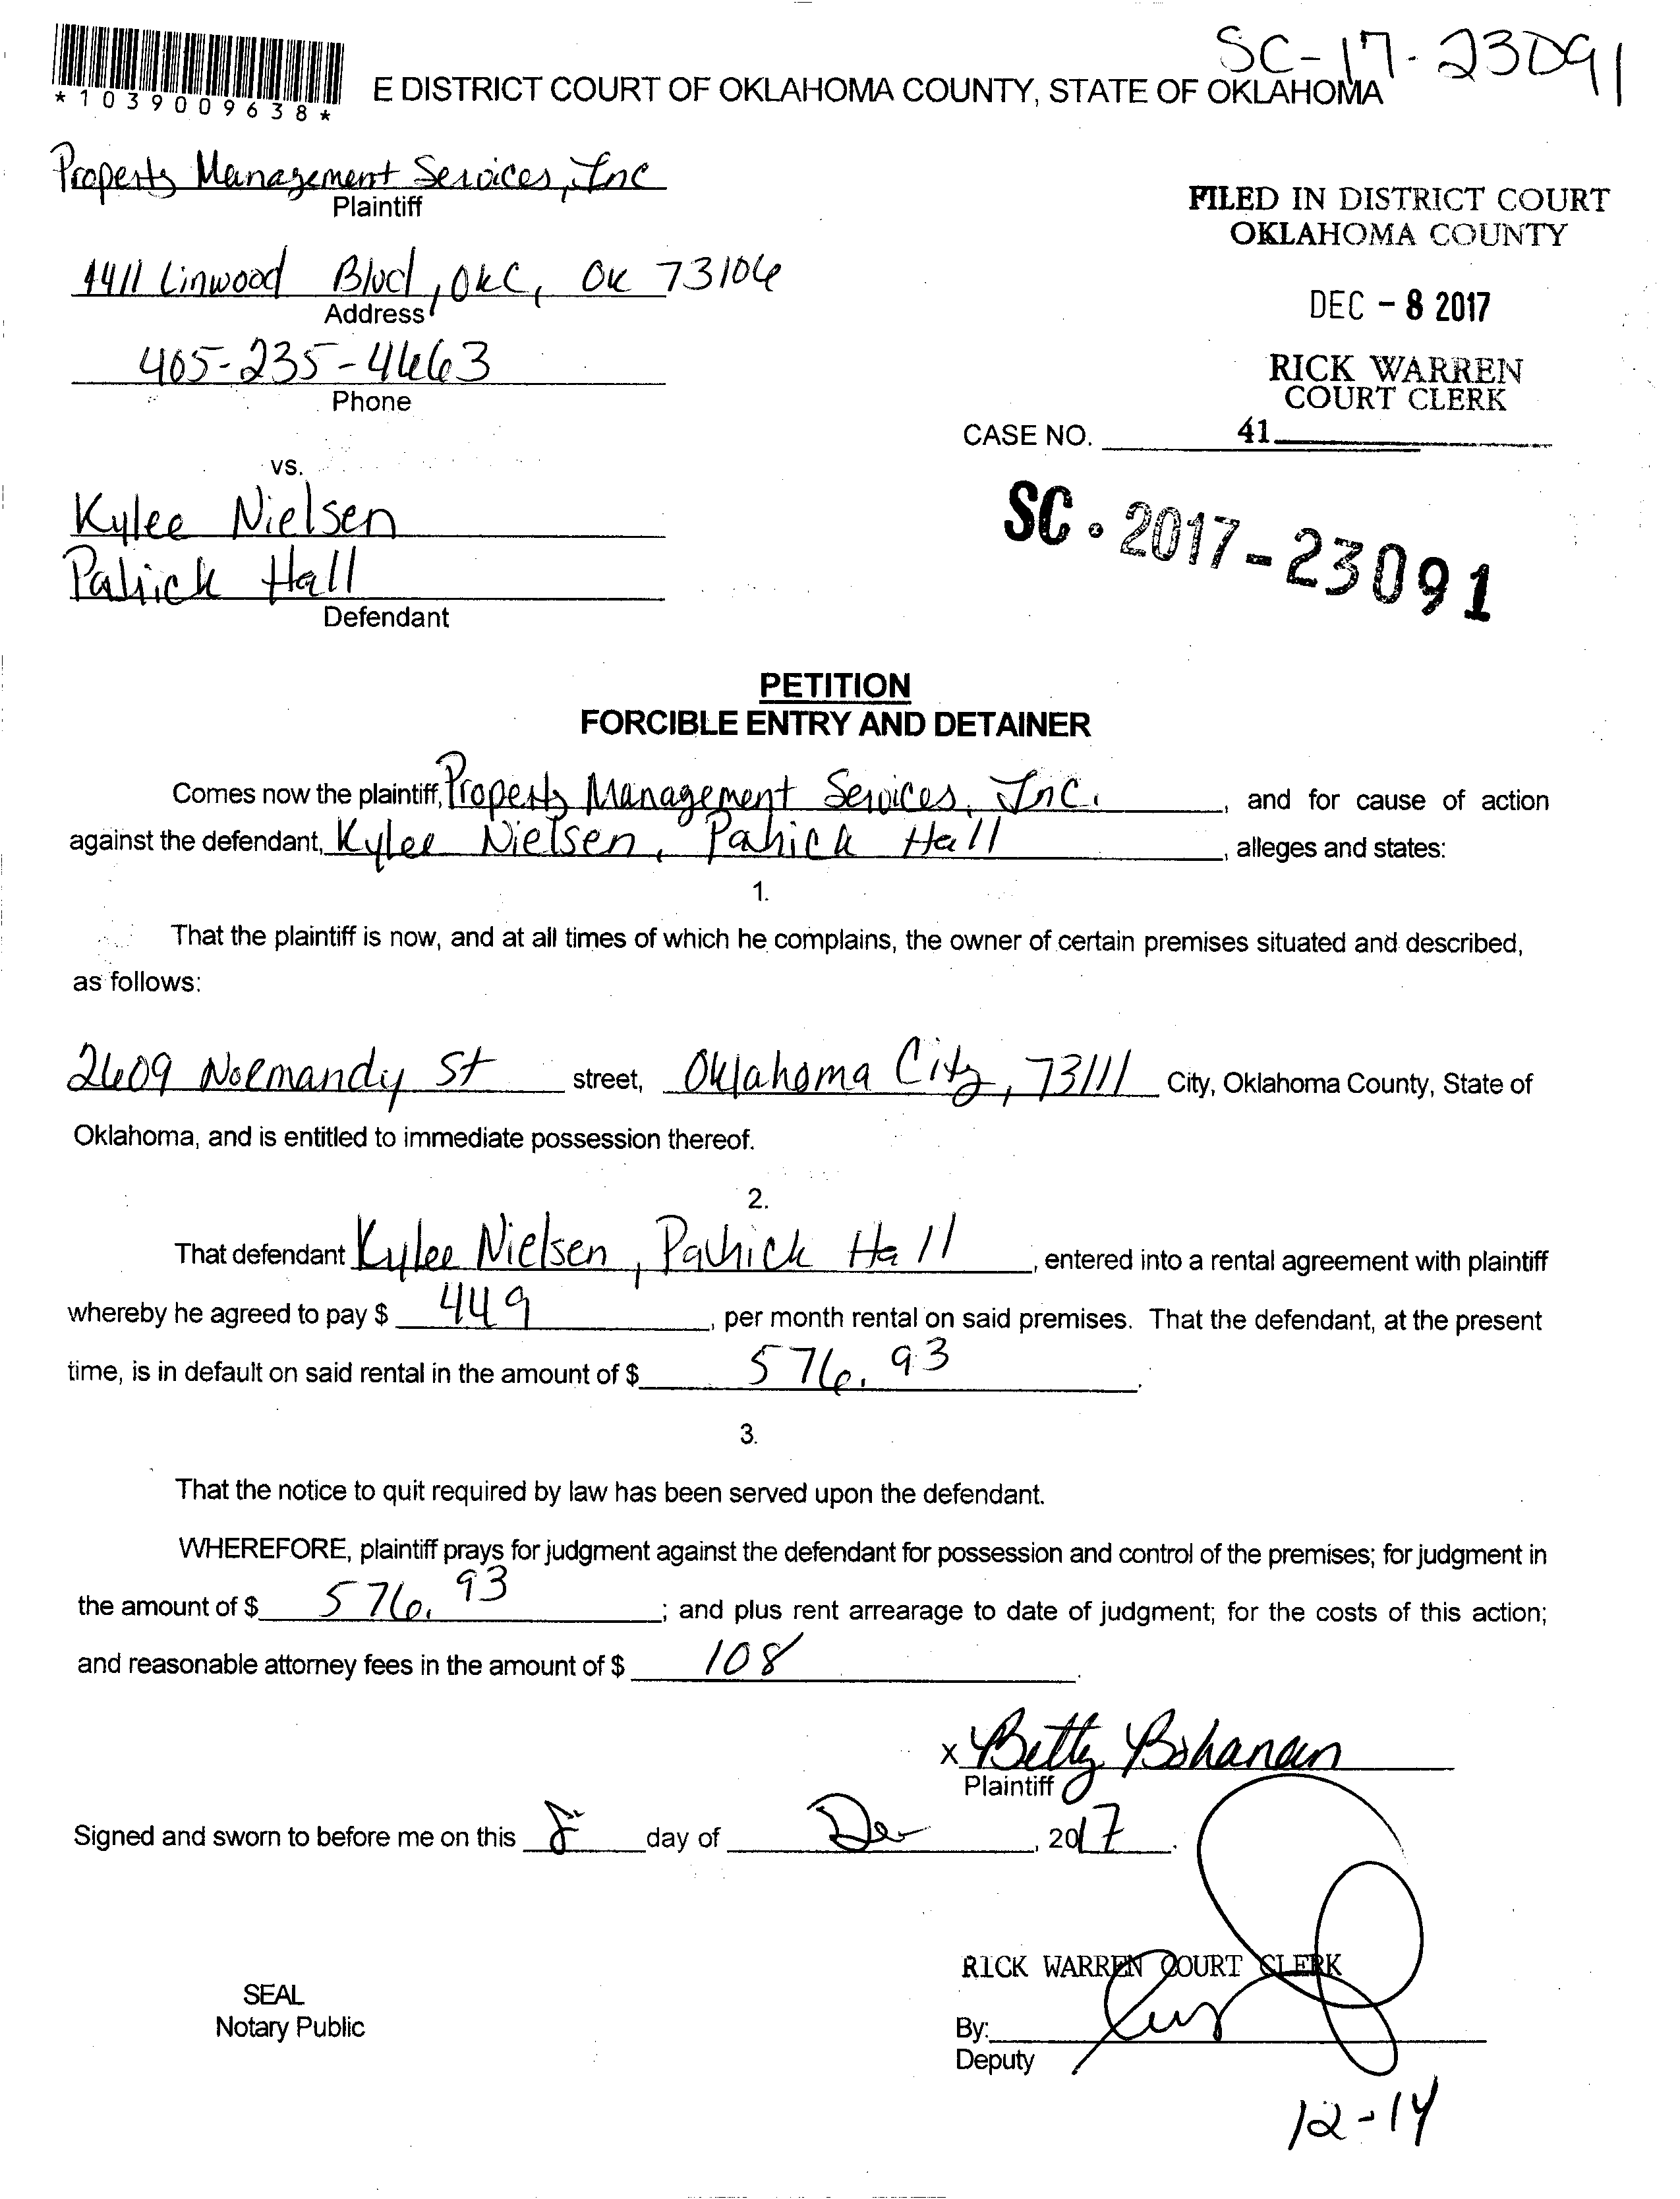 SC-17-23091
*1039009638*
E DISTRICT COURT OF OKLAHOMA COUNTY, STATE OF OKLAHOMA
Property Management Services, Inc
Plaintiff
FILED IN DISTRICT COURT
OKLAHOMA COUNTY
1411 Linwood Blvd, OKC, OK 73106
Address
DEC - 8 2017
405-235-4663
Phone
RICK WARREN
COURT CLERK
CASE NO. 41
vs.
Kylee Nielsen
SC - 2017 - 23091
Patrick Hall
Defendant
PETITION
FORCIBLE ENTRY AND DETAINER
Comes now the plaintiff, Property Management Services, Inc. , and for cause of action
against the defendant, Kylee Nielsen, Patrick Hall , alleges and states:
1.
That the plaintiff is now, and at all times of which he complains, the owner of certain premises situated and described,
as follows:
2609 Normandy St street, Oklahoma City, 73111 City, Oklahoma County, State of
Oklahoma, and is entitled to immediate possession thereof.
2.
That defendant Kylee Nielsen, Patrick Hall , entered into a rental agreement with plaintiff
whereby he agreed to pay $ 449 , per month rental on said premises. That the defendant, at the present
time, is in default on said rental in the amount of $ 576.93 .
3.
That the notice to quit required by law has been served upon the defendant.
WHEREFORE, plaintiff prays for judgment against the defendant for possession and control of the premises; for judgment in
the amount of $ 576.93 ; and plus rent arrearage to date of judgment; for the costs of this action;
and reasonable attorney fees in the amount of $ 108 .
x Betty Bohanan
Plaintiff
Signed and sworn to before me on this 8 day of Dec , 2017 .
RICK WARREN COURT CLERK
SEAL
Notary Public
By:
Deputy
12-14